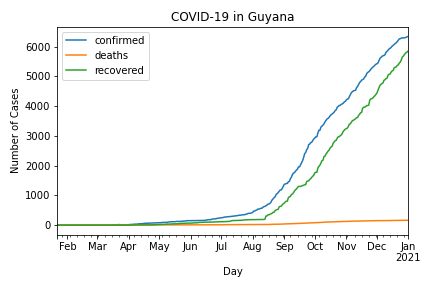 COVID-19 in Guyana
confirmed
deaths
recovered
Number of Cases
6000
5000
4000
3000
2000
1000
0
Feb Mar Apr May Jun Jul Aug Sep Oct Nov Dec Jan
2021
Day